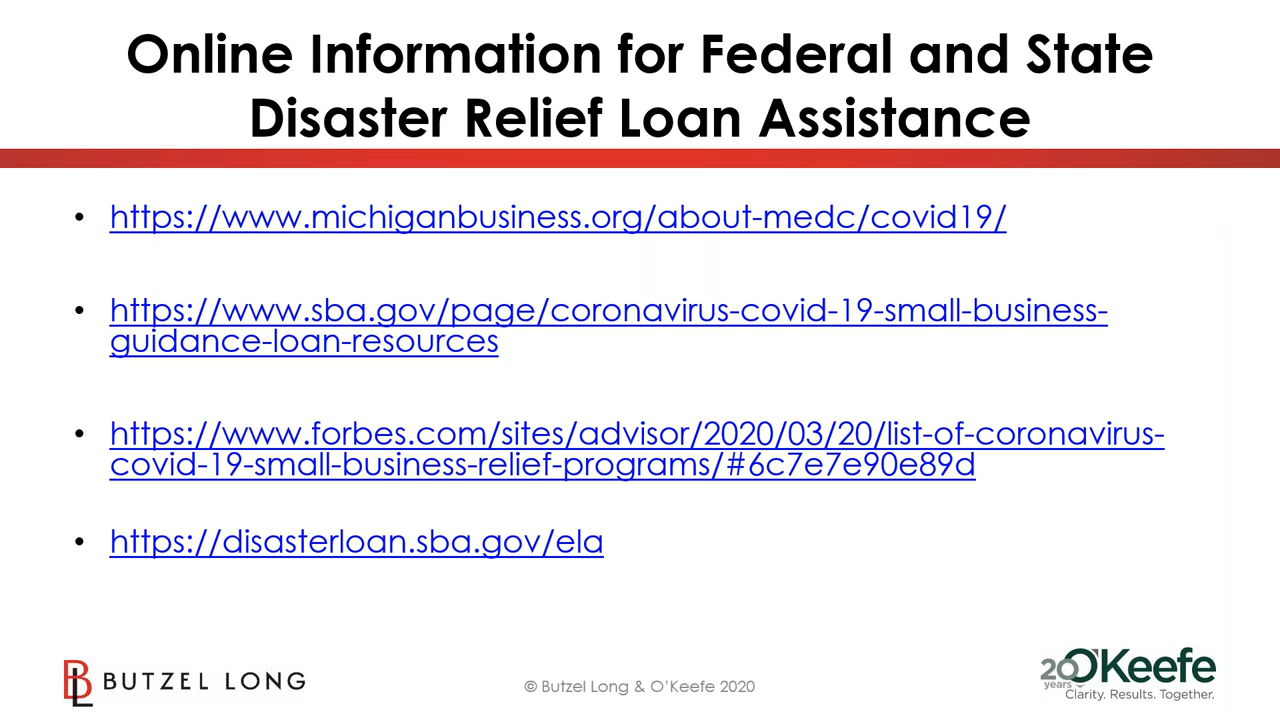 Online Information for Federal and State
Disaster Relief Loan Assistance
• https://www.michiganbusiness.org/about-medc/covid19/
• https://www.sba.gov/page/coronavirus-covid-19-small-business-
guidance-loan-resources
• https://www.forbes.com/sites/advisor/2020/03/20/list-of-coronavirus-
covid-19-small-business-relief-programs/#6c7e7e90e89d
• https://disasterloan.sba.gov/ela
BL BUTZEL LONG
© Butzel Long & O'Keefe 2020
20 years O'Keefe
Clarity. Results. Together.